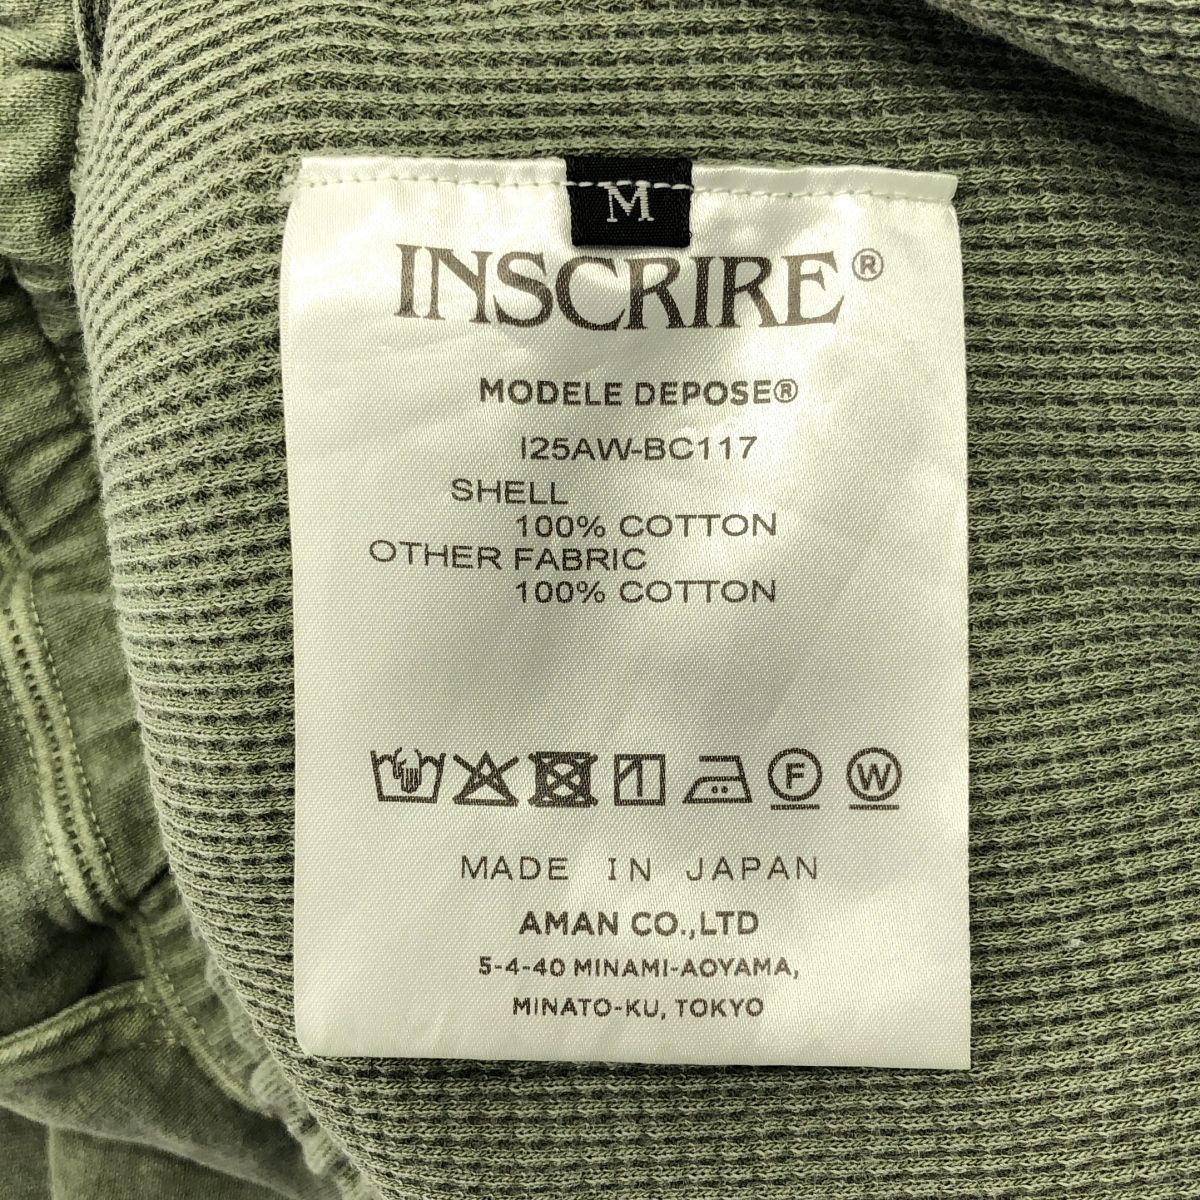 M
INSCRIRE®
MODELE DEPOSE®
I25AW-BC117
SHELL
100% COTTON
OTHER FABRIC
100% COTTON
F W
MADE IN JAPAN
AMAN CO.,LTD
5-4-40 MINAMI-AOYAMA,
MINATO-KU, TOKYO